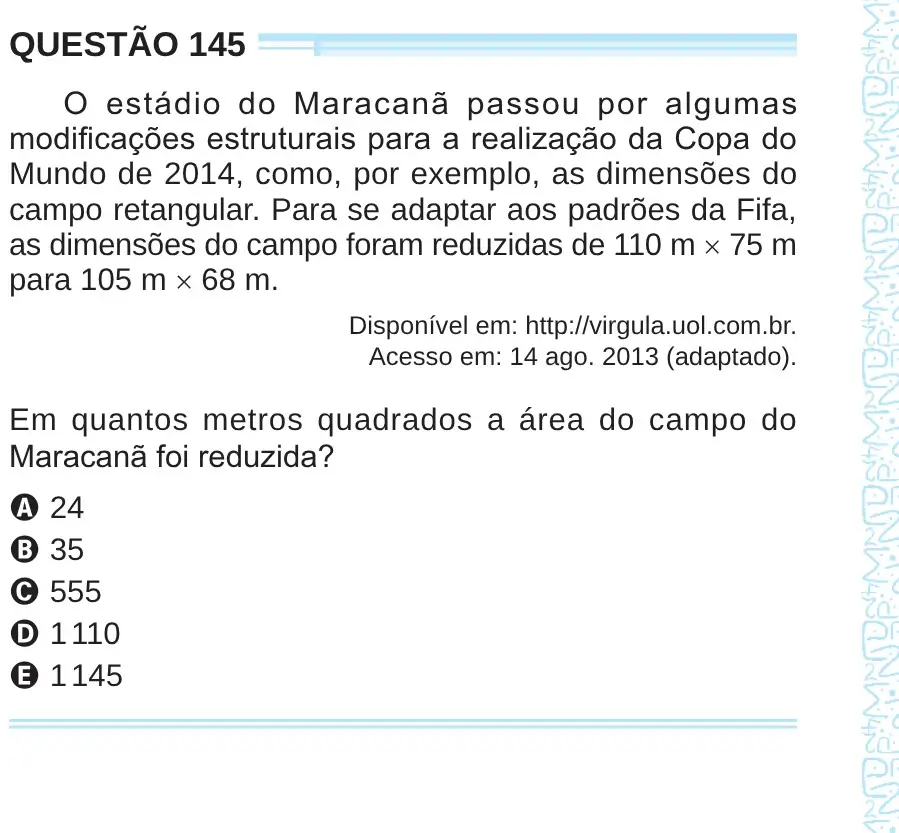 QUESTÃO 145
O estádio do Maracanã passou por algumas
modificações estruturais para a realização da Copa do
Mundo de 2014, como, por exemplo, as dimensões do
campo retangular. Para se adaptar aos padrões da Fifa,
as dimensões do campo foram reduzidas de 110 m × 75 m
para 105 m × 68 m.
Disponível em: http://virgula.uol.com.br.
Acesso em: 14 ago. 2013 (adaptado).
Em quantos metros quadrados a área do campo do
Maracanã foi reduzida?
A 24
B 35
C 555
D 1 110
E 1 145